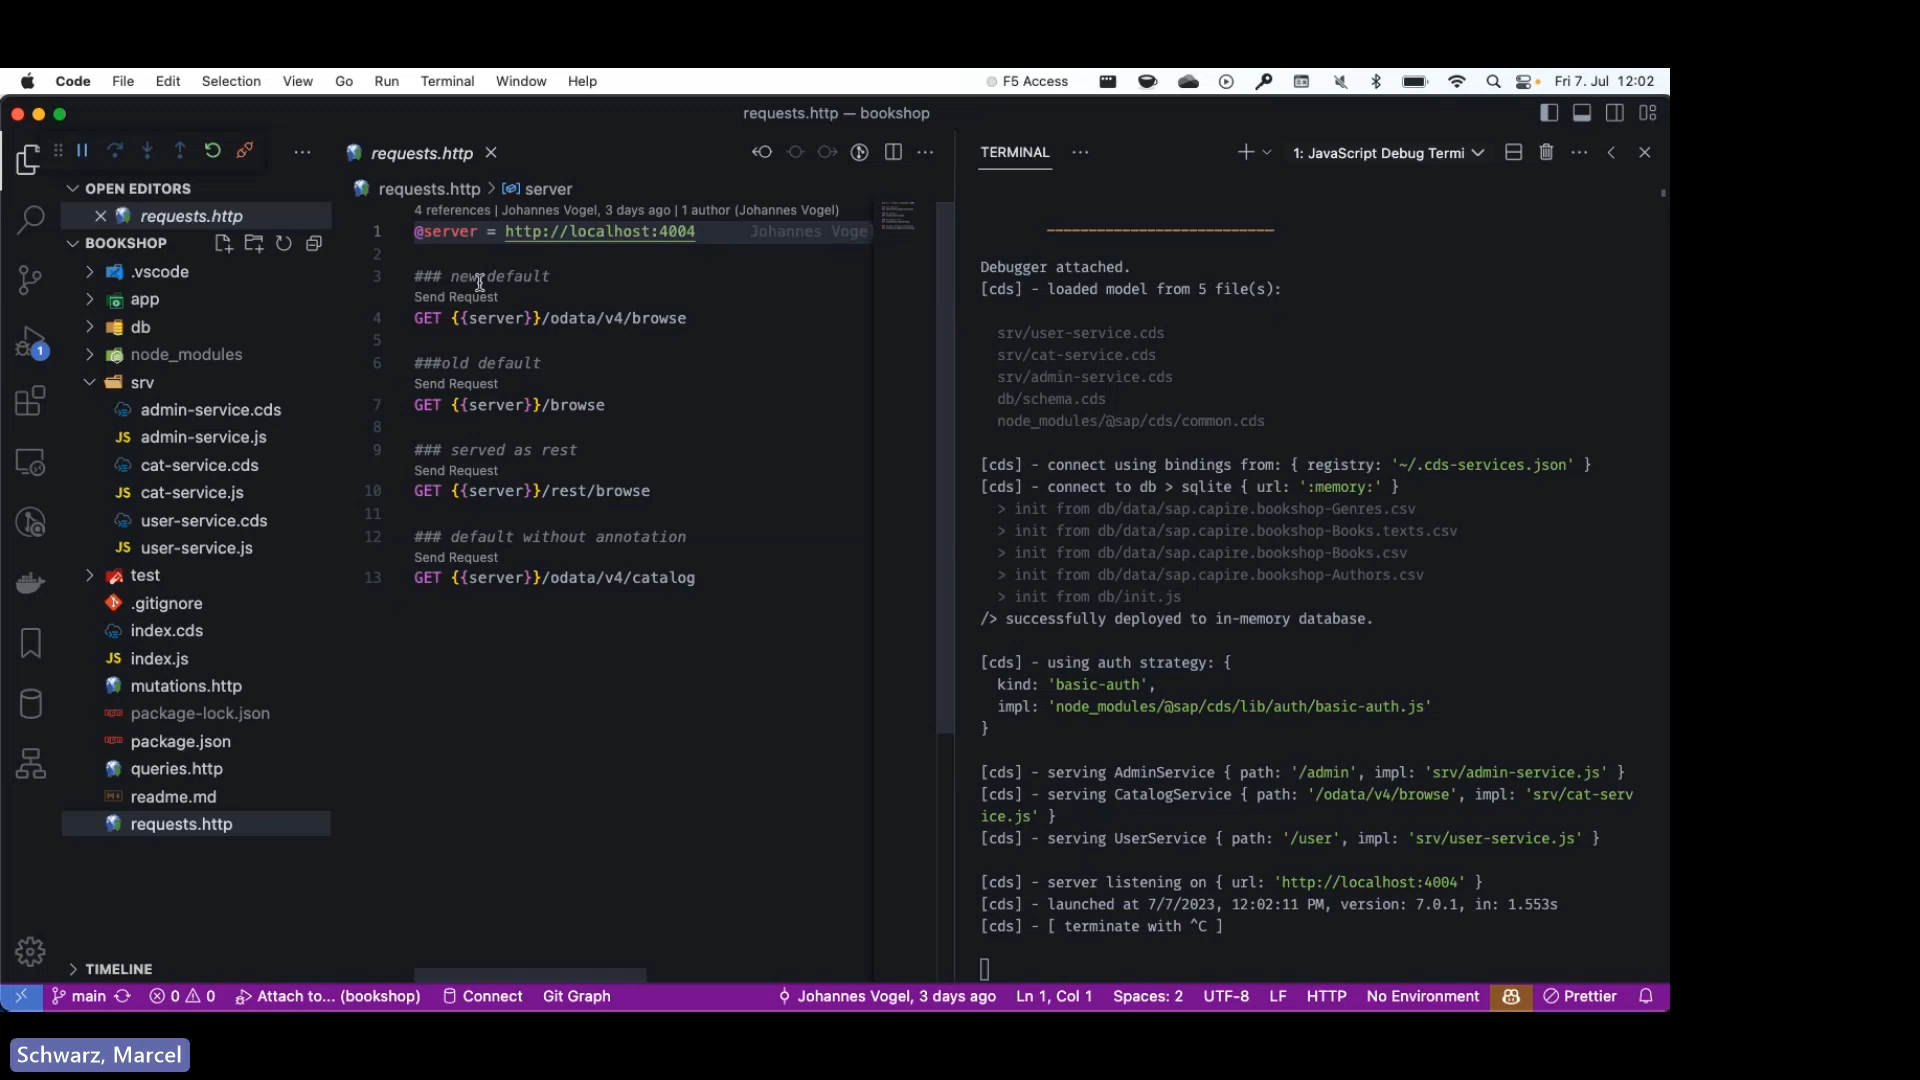 Code File Edit Selection View Go Run Terminal Window Help
F5 Access
Fri 7. Jul 12:02
requests.http — bookshop
requests.http
OPEN EDITORS
requests.http
BOOKSHOP
.vscode
app
db
node_modules
srv
admin-service.cds
JS admin-service.js
cat-service.cds
JS cat-service.js
user-service.cds
JS user-service.js
test
.gitignore
index.cds
JS index.js
mutations.http
package-lock.json
package.json
queries.http
readme.md
requests.http
TIMELINE
1
requests.http > server
4 references | Johannes Vogel, 3 days ago | 1 author (Johannes Vogel)
1 @server = http://localhost:4004 Johannes Voge
2
3 ### new default
Send Request
4 GET {{server}}/odata/v4/browse
5
6 ###old default
Send Request
7 GET {{server}}/browse
8
9 ### served as rest
Send Request
10 GET {{server}}/rest/browse
11
12 ### default without annotation
Send Request
13 GET {{server}}/odata/v4/catalog
TERMINAL
1: JavaScript Debug Termi
Debugger attached.
[cds] - loaded model from 5 file(s):
srv/user-service.cds
srv/cat-service.cds
srv/admin-service.cds
db/schema.cds
node_modules/@sap/cds/common.cds
[cds] - connect using bindings from: { registry: '~/.cds-services.json' }
[cds] - connect to db > sqlite { url: ':memory:' }
> init from db/data/sap.capire.bookshop-Genres.csv
> init from db/data/sap.capire.bookshop-Books.texts.csv
> init from db/data/sap.capire.bookshop-Books.csv
> init from db/data/sap.capire.bookshop-Authors.csv
> init from db/init.js
/> successfully deployed to in-memory database.
[cds] - using auth strategy: {
kind: 'basic-auth',
impl: 'node_modules/@sap/cds/lib/auth/basic-auth.js'
}
[cds] - serving AdminService { path: '/admin', impl: 'srv/admin-service.js' }
[cds] - serving CatalogService { path: '/odata/v4/browse', impl: 'srv/cat-serv
ice.js' }
[cds] - serving UserService { path: '/user', impl: 'srv/user-service.js' }
[cds] - server listening on { url: 'http://localhost:4004' }
[cds] - launched at 7/7/2023, 12:02:11 PM, version: 7.0.1, in: 1.553s
[cds] - [ terminate with ^C ]
main 0 0 Attach to... (bookshop) Connect Git Graph Johannes Vogel, 3 days ago Ln 1, Col 1 Spaces: 2 UTF-8 LF HTTP No Environment Prettier
Schwarz, Marcel